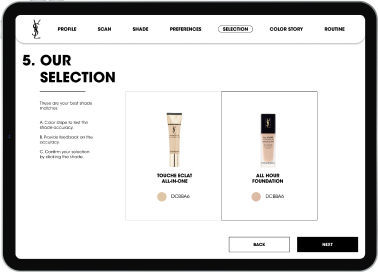 PROFILE SCAN SHADE PREFERENCES SELECTION COLOR STORY ROUTINE
5. OUR
SELECTION
These are your best shade
matches.
A. Color stripe to test the
shade accuracy.
B. Provide feedback on the
accuracy.
C. Confirm your selection
by clicking the shade.
TOUCHE ECLAT
ALL-IN-ONE
DCBBA6
ALL HOUR
FOUNDATION
DCBBA6
BACK
NEXT